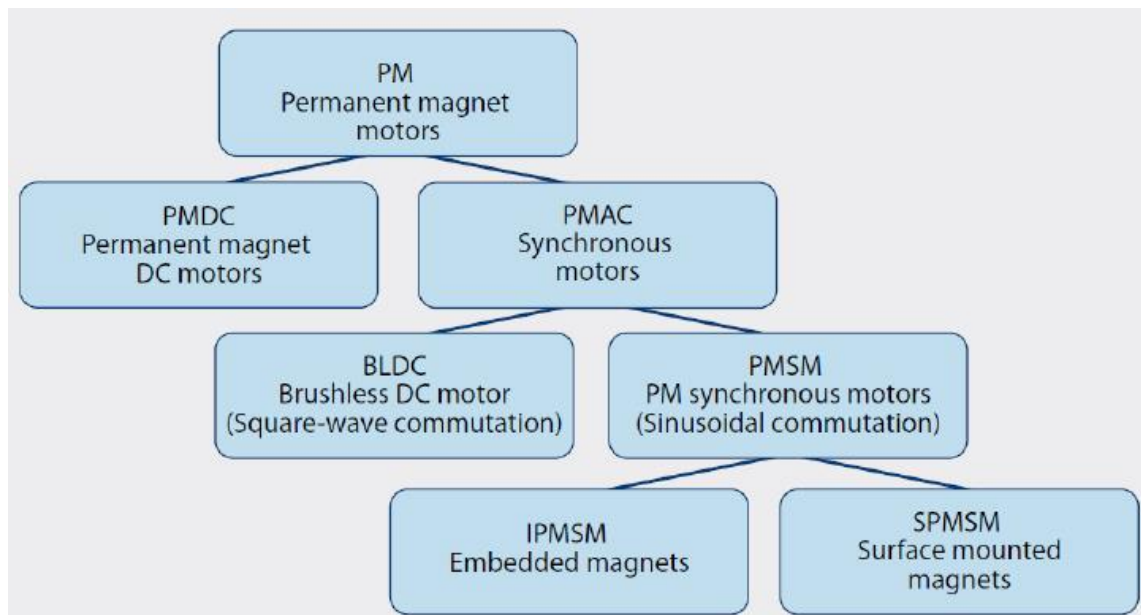 PM
Permanent magnet
motors
PMDC
Permanent magnet
DC motors
PMAC
Synchronous
motors
BLDC
Brushless DC motor
(Square-wave commutation)
PMSM
PM synchronous motors
(Sinusoidal commutation)
IPMSM
Embedded magnets
SPMSM
Surface mounted
magnets